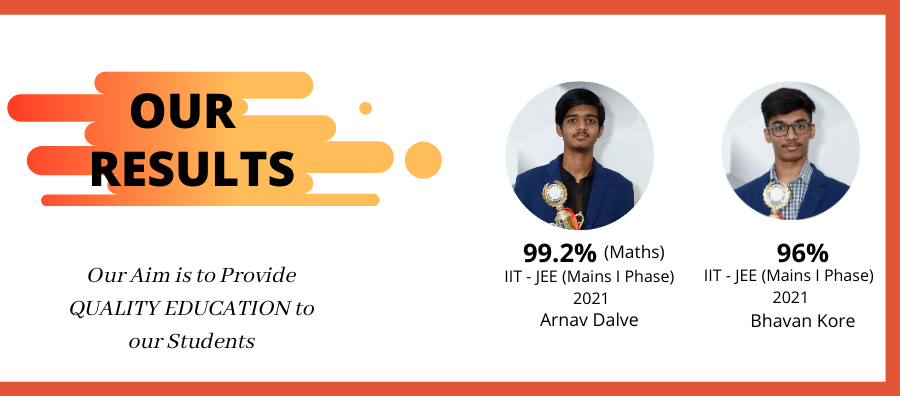 OUR
RESULTS
Our Aim is to Provide
QUALITY EDUCATION to
our Students
99.2% (Maths)
IIT - JEE (Mains I Phase)
2021
Arnav Dalve
96%
IIT - JEE (Mains I Phase)
2021
Bhavan Kore